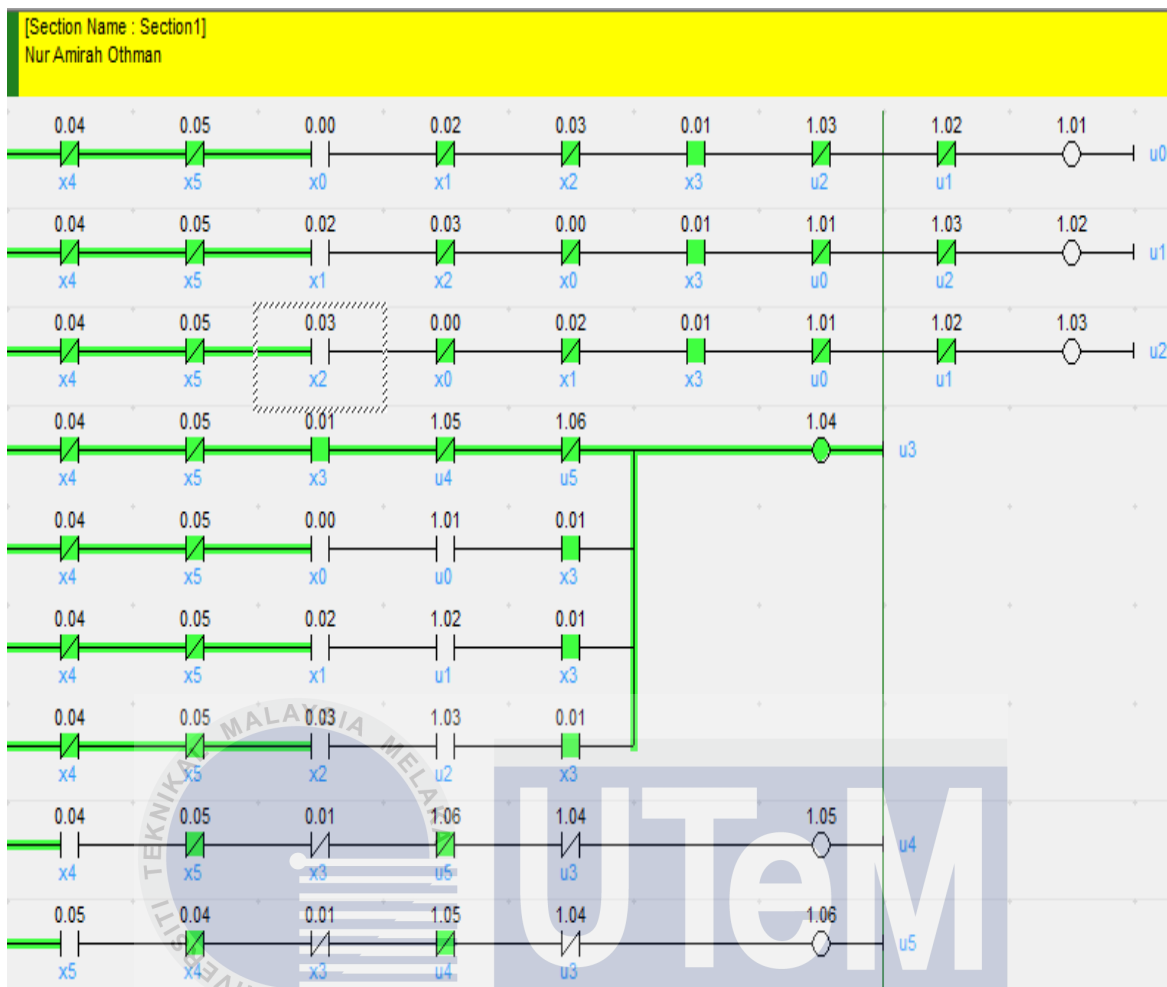 [Section Name : Section1]
Nur Amirah Othman
0.04 0.05 0.00 0.02 0.03 0.01 1.03 1.02 1.01
u0
x4 x5 x0 x1 x2 x3 u2 u1
0.04 0.05 0.02 0.03 0.00 0.01 1.01 1.03 1.02
u1
x4 x5 x1 x2 x0 x3 u0 u2
0.04 0.05 0.03 0.00 0.02 0.01 1.01 1.02 1.03
u2
x4 x5 x2 x0 x1 x3 u0 u1
0.04 0.05 0.01 1.05 1.06 1.04
u3
x4 x5 x3 u4 u5
0.04 0.05 0.00 1.01 0.01
x4 x5 x0 u0 x3
0.04 0.05 0.02 1.02 0.01
x4 x5 x1 u1 x3
0.04 0.05 0.03 1.03 0.01
x4 x5 x2 u2 x3
0.04 0.05 0.01 1.06 1.04 1.05
u4
x4 x5 x3 u5 u3
0.05 0.04 0.01 1.05 1.04 1.06
u5
x5 x4 x3 u4 u3
UNIVERSITI TEKNIKAL MALAYSIA MELAKA
UTeM